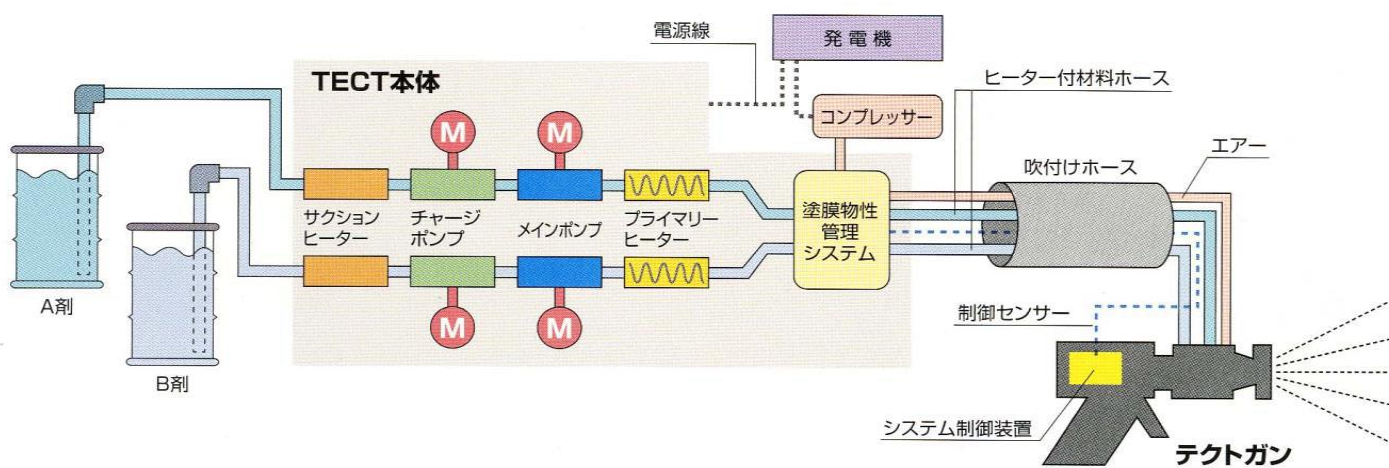 電源線
発電機
TECT本体
コンプレッサー
ヒーター付材料ホース
エアー
吹付けホース
M
M
サクション
ヒーター
チャージ
ポンプ
メインポンプ
プライマリー
ヒーター
塗膜物性
管理
システム
A剤
B剤
M
M
制御センサー
システム制御装置
テクトガン